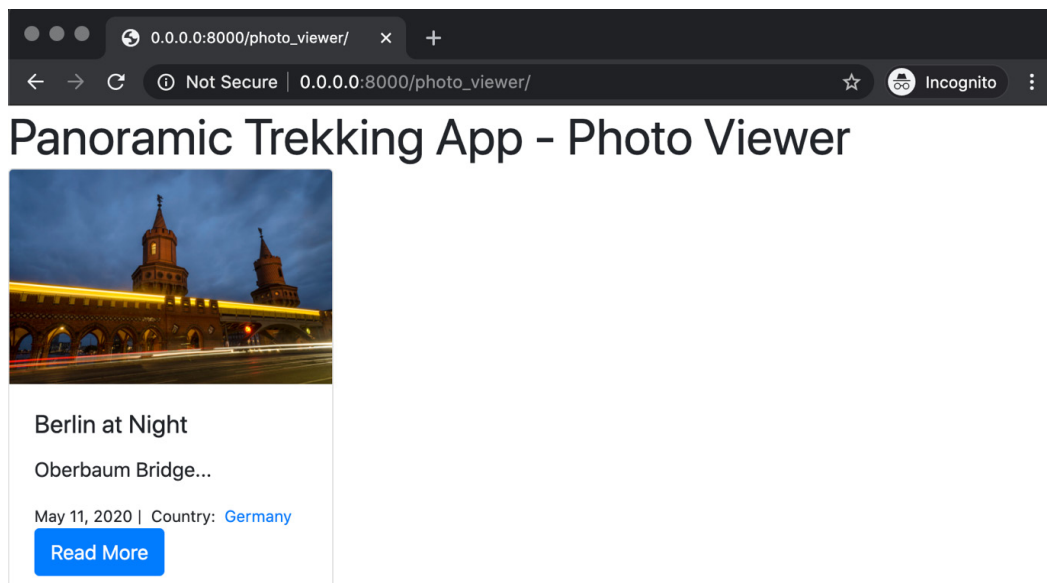 0.0.0.0:8000/photo_viewer/
Not Secure | 0.0.0.0:8000/photo_viewer/
Incognito
Panoramic Trekking App - Photo Viewer
Berlin at Night
Oberbaum Bridge...
May 11, 2020 | Country: Germany
Read More